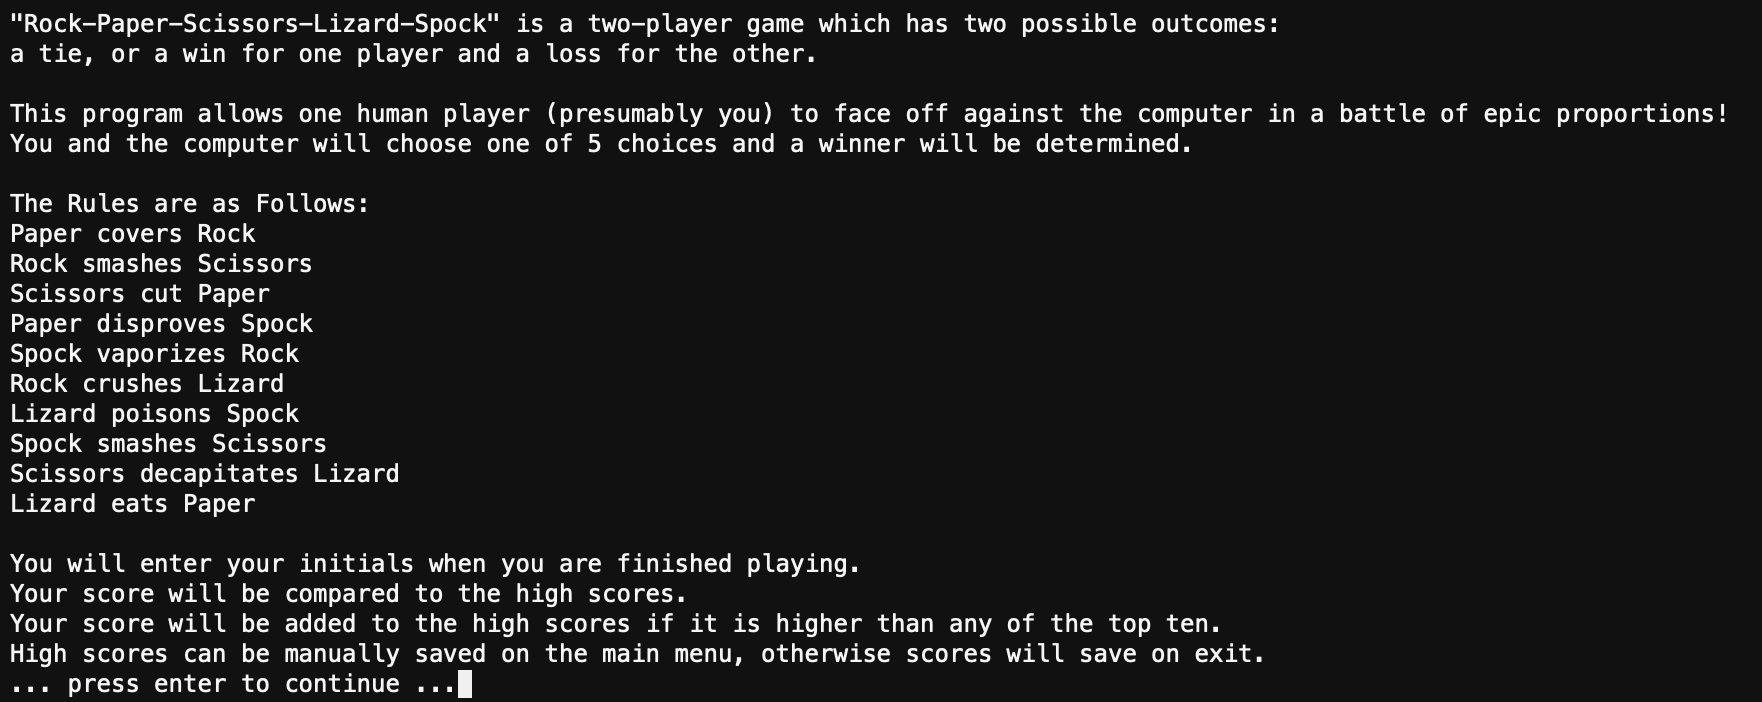 "Rock-Paper-Scissors-Lizard-Spock" is a two-player game which has two possible outcomes:
a tie, or a win for one player and a loss for the other.
This program allows one human player (presumably you) to face off against the computer in a battle of epic proportions!
You and the computer will choose one of 5 choices and a winner will be determined.
The Rules are as Follows:
Paper covers Rock
Rock smashes Scissors
Scissors cut Paper
Paper disproves Spock
Spock vaporizes Rock
Rock crushes Lizard
Lizard poisons Spock
Spock smashes Scissors
Scissors decapitates Lizard
Lizard eats Paper
You will enter your initials when you are finished playing.
Your score will be compared to the high scores.
Your score will be added to the high scores if it is higher than any of the top ten.
High scores can be manually saved on the main menu, otherwise scores will save on exit.
... press enter to continue ...